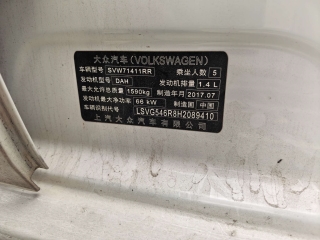 大众汽车(VOLKSWAGEN)
车辆型号 SVW71411RR 乘坐人数 5
发动机型号 DAH 发动机排量 1.4 L
最大允许总质量 1590kg 制造年月 2017.07
发动机最大净功率 66 kW 制造国 中国
车辆识别代号 LSVG546R8H2089410
上汽大众汽车有限公司